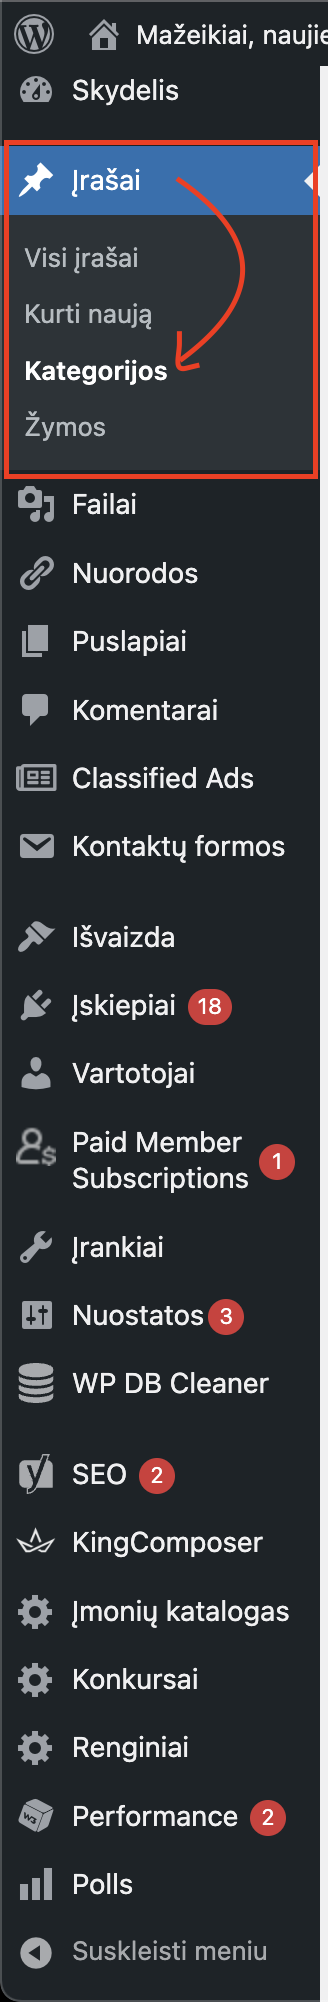 Mažeikiai, naujie
Skydelis
Įrašai
Visi įrašai
Kurti naują
Kategorijos
Žymos
Failai
Nuorodos
Puslapiai
Komentarai
Classified Ads
Kontaktų formos
Išvaizda
Įskiepiai 18
Vartotojai
Paid Member
Subscriptions 1
Įrankiai
Nuostatos 3
WP DB Cleaner
SEO 2
KingComposer
Įmonių katalogas
Konkursai
Renginiai
Performance 2
Polls
Suskleisti meniu